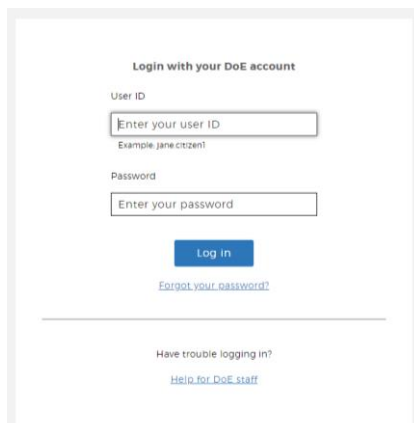 Login with your DoE account
User ID
Enter your user ID
Example: jane.citizen1
Password
Enter your password
Log in
Forgot your password?
Have trouble logging in?
Help for DoE staff